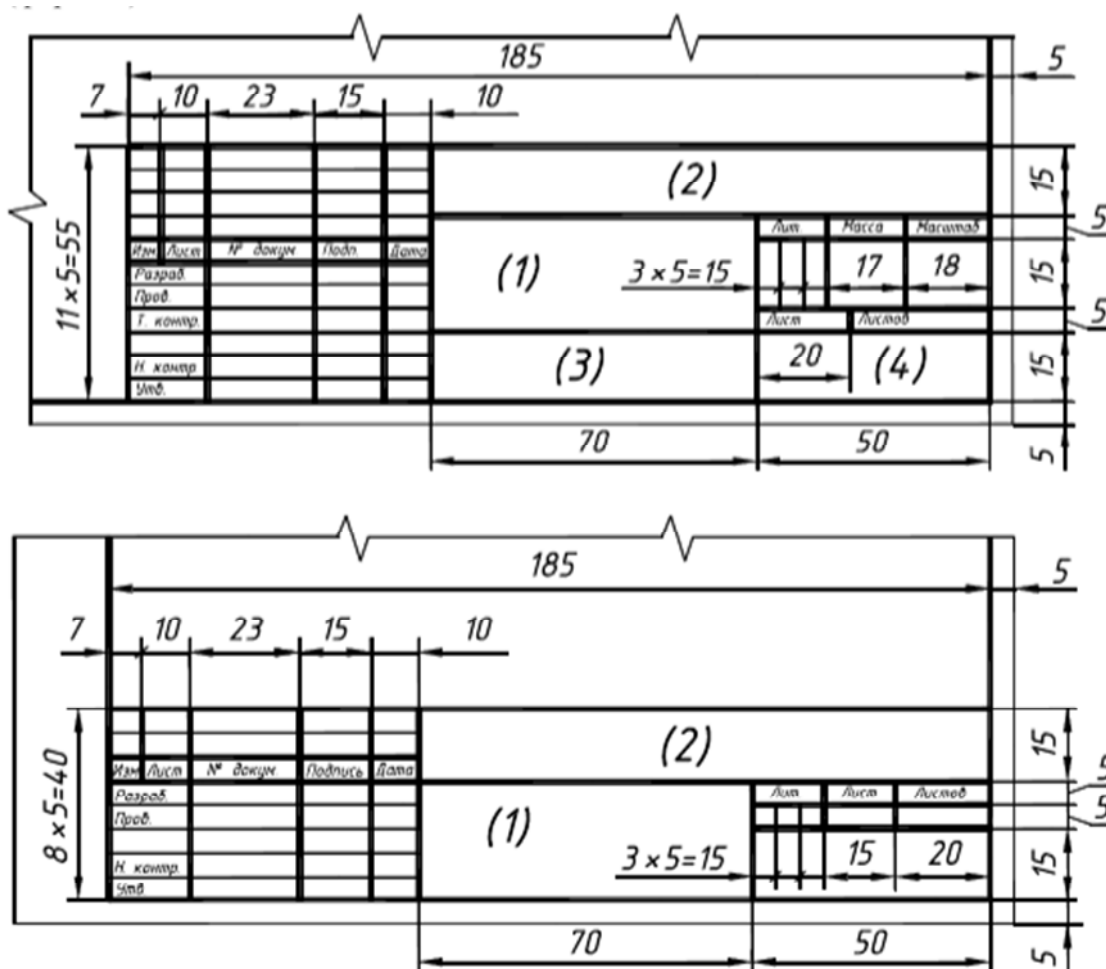 185
5
7 10 23 15 10
(2)
15
5
Лит. Масса Масштаб
Изм Лист № докум Подп. Дата
11 × 5=55
(1)
3 × 5=15
17 18
15
Разраб.
Пров.
Т. контр.
Лист Листов
5
Н. контр
Утв.
(3)
20
(4)
15
70 50
5
185
5
7 10 23 15 10
(2)
15
Изм Лист № докум. Подпись Дата
Лит Лист Листов
5
5
8 × 5=40
Разраб.
Пров.
(1)
3 × 5=15
15 20
15
Н. контр.
Утв
70 50
5